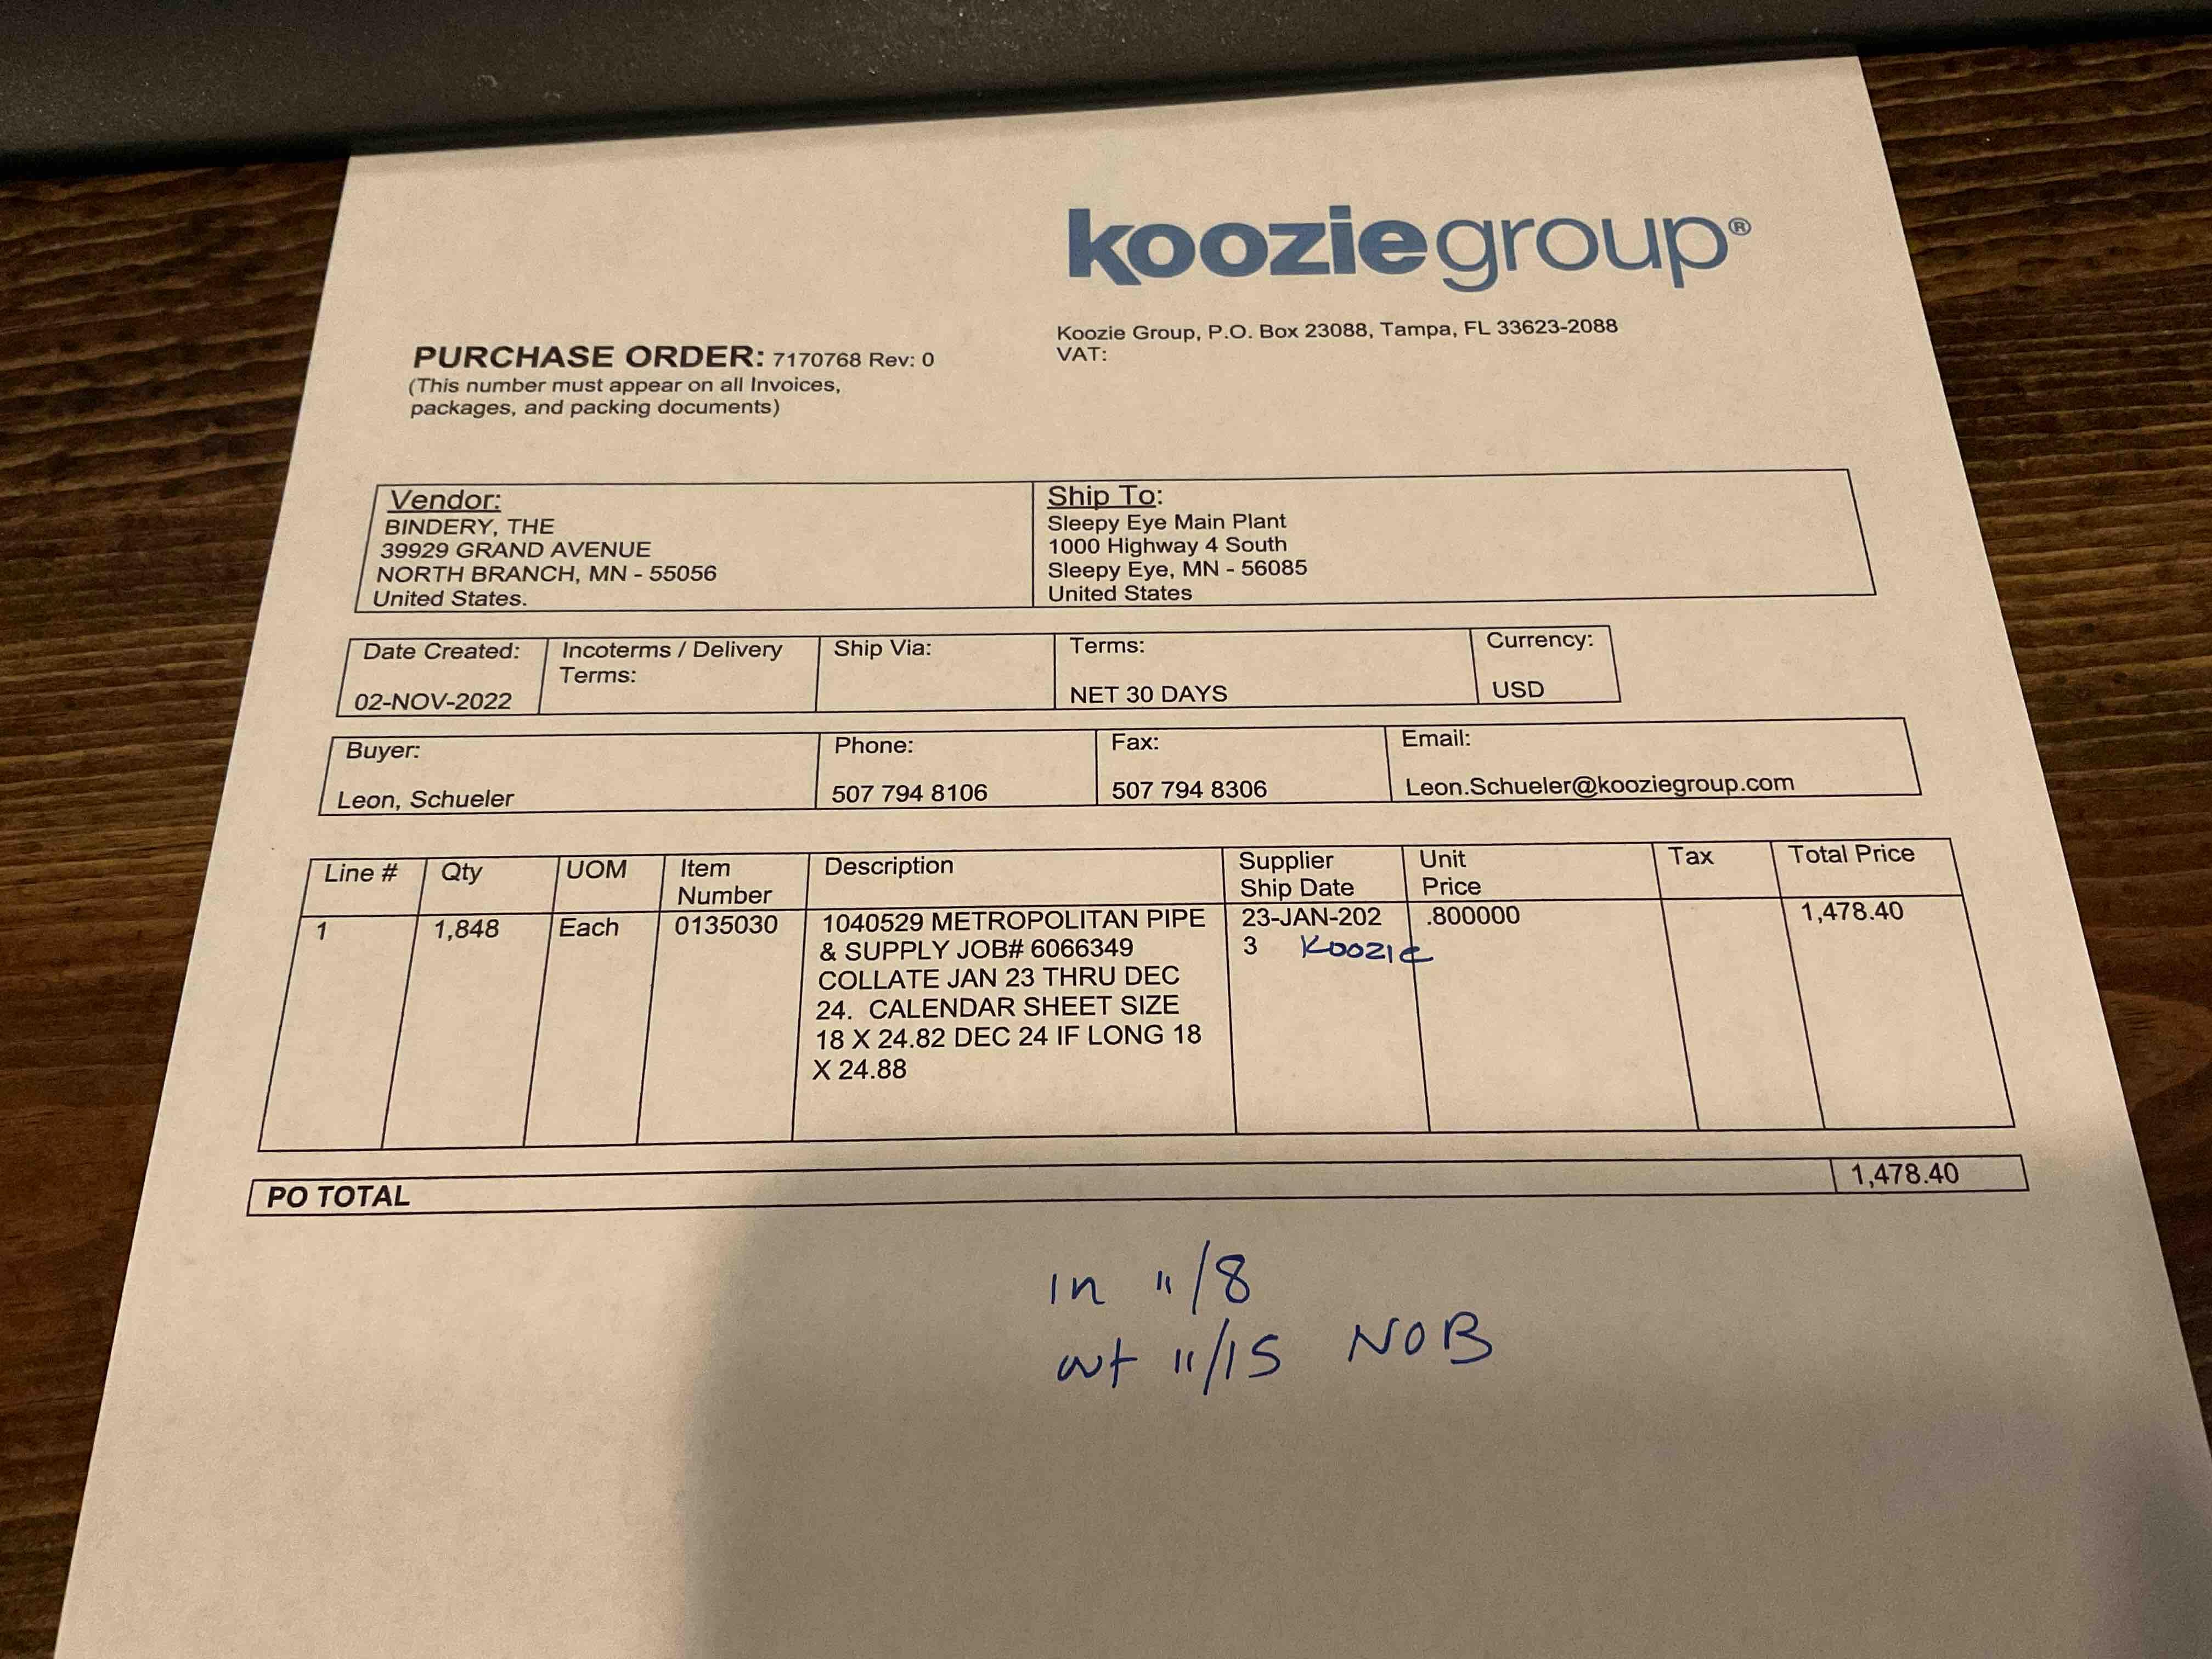 kooziegroup®
Koozie Group, P.O. Box 23088, Tampa, FL 33623-2088
VAT:
PURCHASE ORDER: 7170768 Rev: 0
(This number must appear on all Invoices,
packages, and packing documents)
Vendor:
BINDERY, THE
39929 GRAND AVENUE
NORTH BRANCH, MN - 55056
United States.
Ship To:
Sleepy Eye Main Plant
1000 Highway 4 South
Sleepy Eye, MN - 56085
United States
Date Created:
02-NOV-2022
Incoterms / Delivery
Terms:
Ship Via:
Terms:
NET 30 DAYS
Currency:
USD
Buyer:
Leon, Schueler
Phone:
507 794 8106
Fax:
507 794 8306
Email:
Leon.Schueler@kooziegroup.com
Line #
Qty
UOM
Item
Number
Description
Supplier
Ship Date
Unit
Price
Tax
Total Price
1
1,848
Each
0135030
1040529 METROPOLITAN PIPE
& SUPPLY JOB# 6066349
COLLATE JAN 23 THRU DEC
24. CALENDAR SHEET SIZE
18 X 24.82 DEC 24 IF LONG 18
X 24.88
23-JAN-202
3 Koozie
.800000
1,478.40
PO TOTAL 1,478.40
In 11/8
out 11/15 NOB